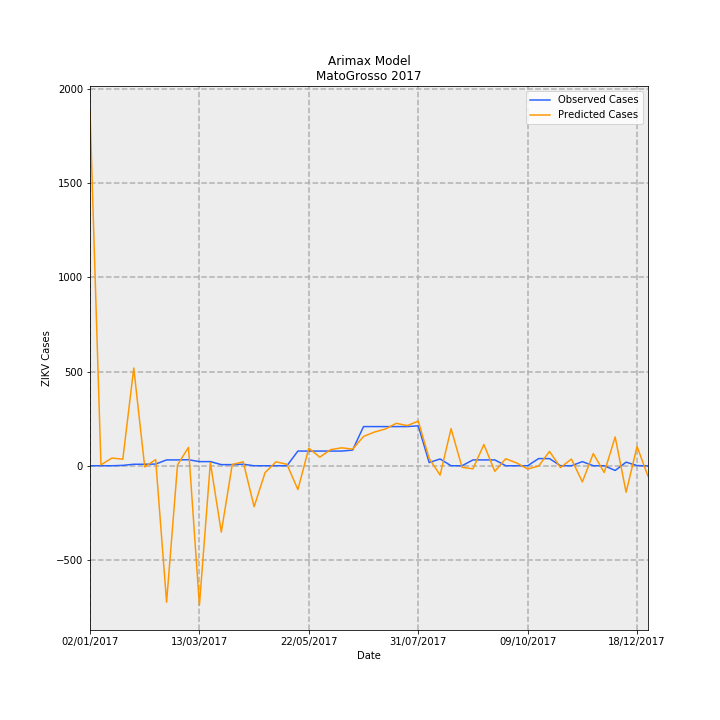 Arimax Model
MatoGrosso 2017
Observed Cases
Predicted Cases
2000
1500
1000
500
0
−500
ZIKV Cases
02/01/2017 13/03/2017 22/05/2017 31/07/2017 09/10/2017 18/12/2017
Date